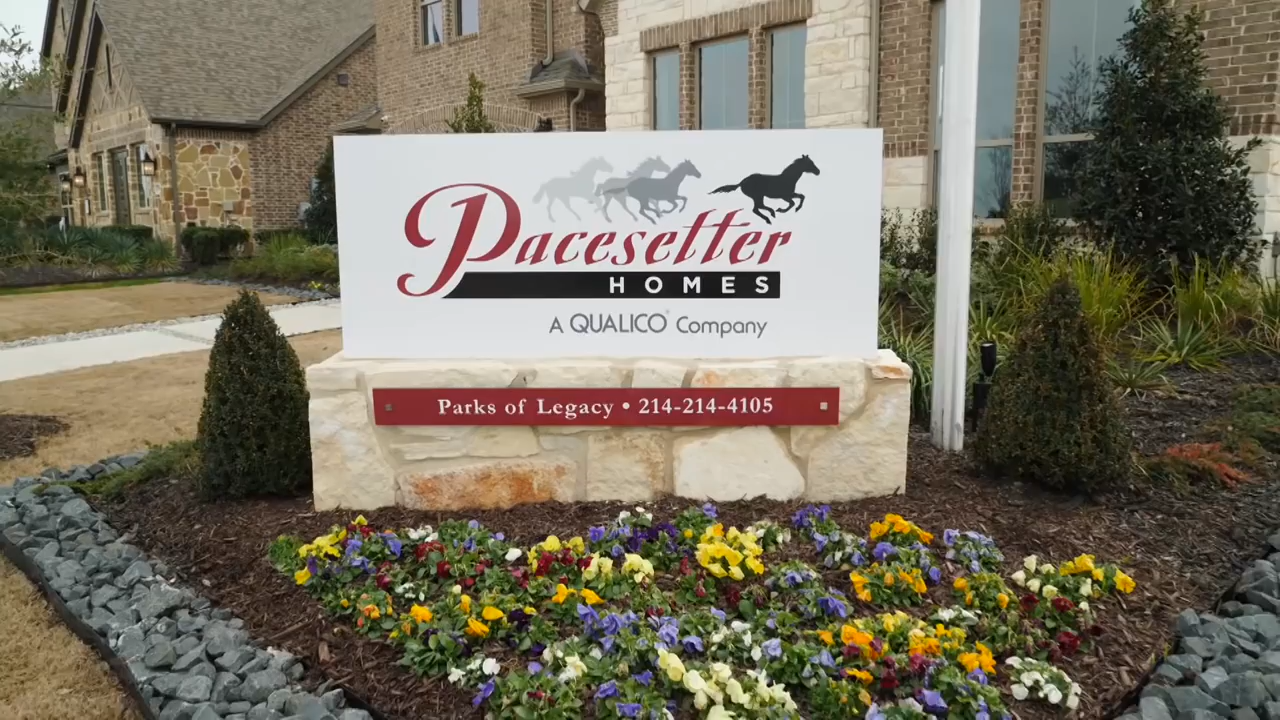 Pacesetter
HOMES
A QUALICO® Company
Parks of Legacy • 214-214-4105